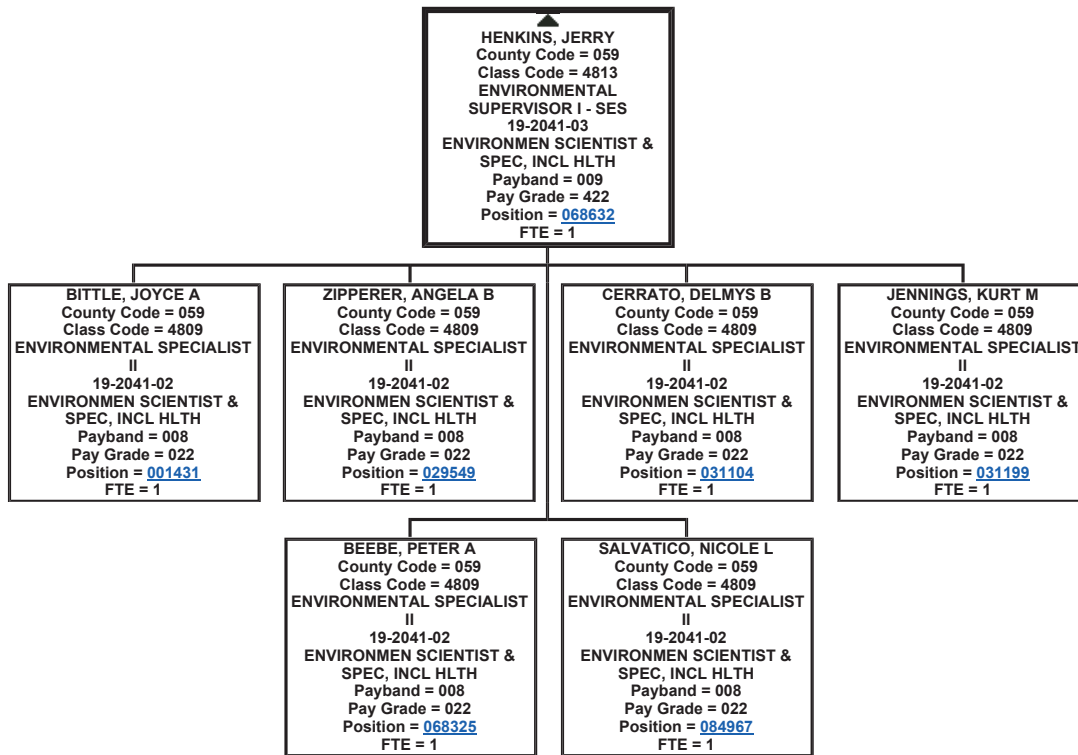 HENKINS, JERRY
County Code = 059
Class Code = 4813
ENVIRONMENTAL
SUPERVISOR I - SES
19-2041-03
ENVIRONMEN SCIENTIST &
SPEC, INCL HLTH
Payband = 009
Pay Grade = 422
Position = 068632
FTE = 1
BITTLE, JOYCE A
County Code = 059
Class Code = 4809
ENVIRONMENTAL SPECIALIST
II
19-2041-02
ENVIRONMEN SCIENTIST &
SPEC, INCL HLTH
Payband = 008
Pay Grade = 022
Position = 001431
FTE = 1
ZIPPERER, ANGELA B
County Code = 059
Class Code = 4809
ENVIRONMENTAL SPECIALIST
II
19-2041-02
ENVIRONMEN SCIENTIST &
SPEC, INCL HLTH
Payband = 008
Pay Grade = 022
Position = 029549
FTE = 1
CERRATO, DELMYS B
County Code = 059
Class Code = 4809
ENVIRONMENTAL SPECIALIST
II
19-2041-02
ENVIRONMEN SCIENTIST &
SPEC, INCL HLTH
Payband = 008
Pay Grade = 022
Position = 031104
FTE = 1
JENNINGS, KURT M
County Code = 059
Class Code = 4809
ENVIRONMENTAL SPECIALIST
II
19-2041-02
ENVIRONMEN SCIENTIST &
SPEC, INCL HLTH
Payband = 008
Pay Grade = 022
Position = 031199
FTE = 1
BEEBE, PETER A
County Code = 059
Class Code = 4809
ENVIRONMENTAL SPECIALIST
II
19-2041-02
ENVIRONMEN SCIENTIST &
SPEC, INCL HLTH
Payband = 008
Pay Grade = 022
Position = 068325
FTE = 1
SALVATICO, NICOLE L
County Code = 059
Class Code = 4809
ENVIRONMENTAL SPECIALIST
II
19-2041-02
ENVIRONMEN SCIENTIST &
SPEC, INCL HLTH
Payband = 008
Pay Grade = 022
Position = 084967
FTE = 1